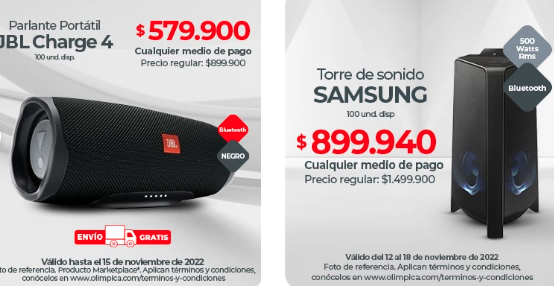 Parlante Portátil
JBL Charge 4
100 und. disp.
$579.900
Cualquier medio de pago
Precio regular: $899.900
JBL
Bluetooth
NEGRO
ENVÍO GRATIS
Válido hasta el 15 de noviembre de 2022
Foto de referencia. Producto Marketplace*. Aplican términos y condiciones,
conócelos en www.olimpica.com/terminos-y-condiciones
500
Watts
Rms
Bluetooth
Torre de sonido
SAMSUNG
100 und. disp
$899.940
Cualquier medio de pago
Precio regular: $1.499.900
Válido del 12 al 18 de noviembre de 2022
Foto de referencia. Aplican términos y condiciones,
conócelos en www.olimpica.com/terminos-y-condiciones